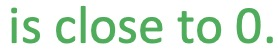 is close to 0.